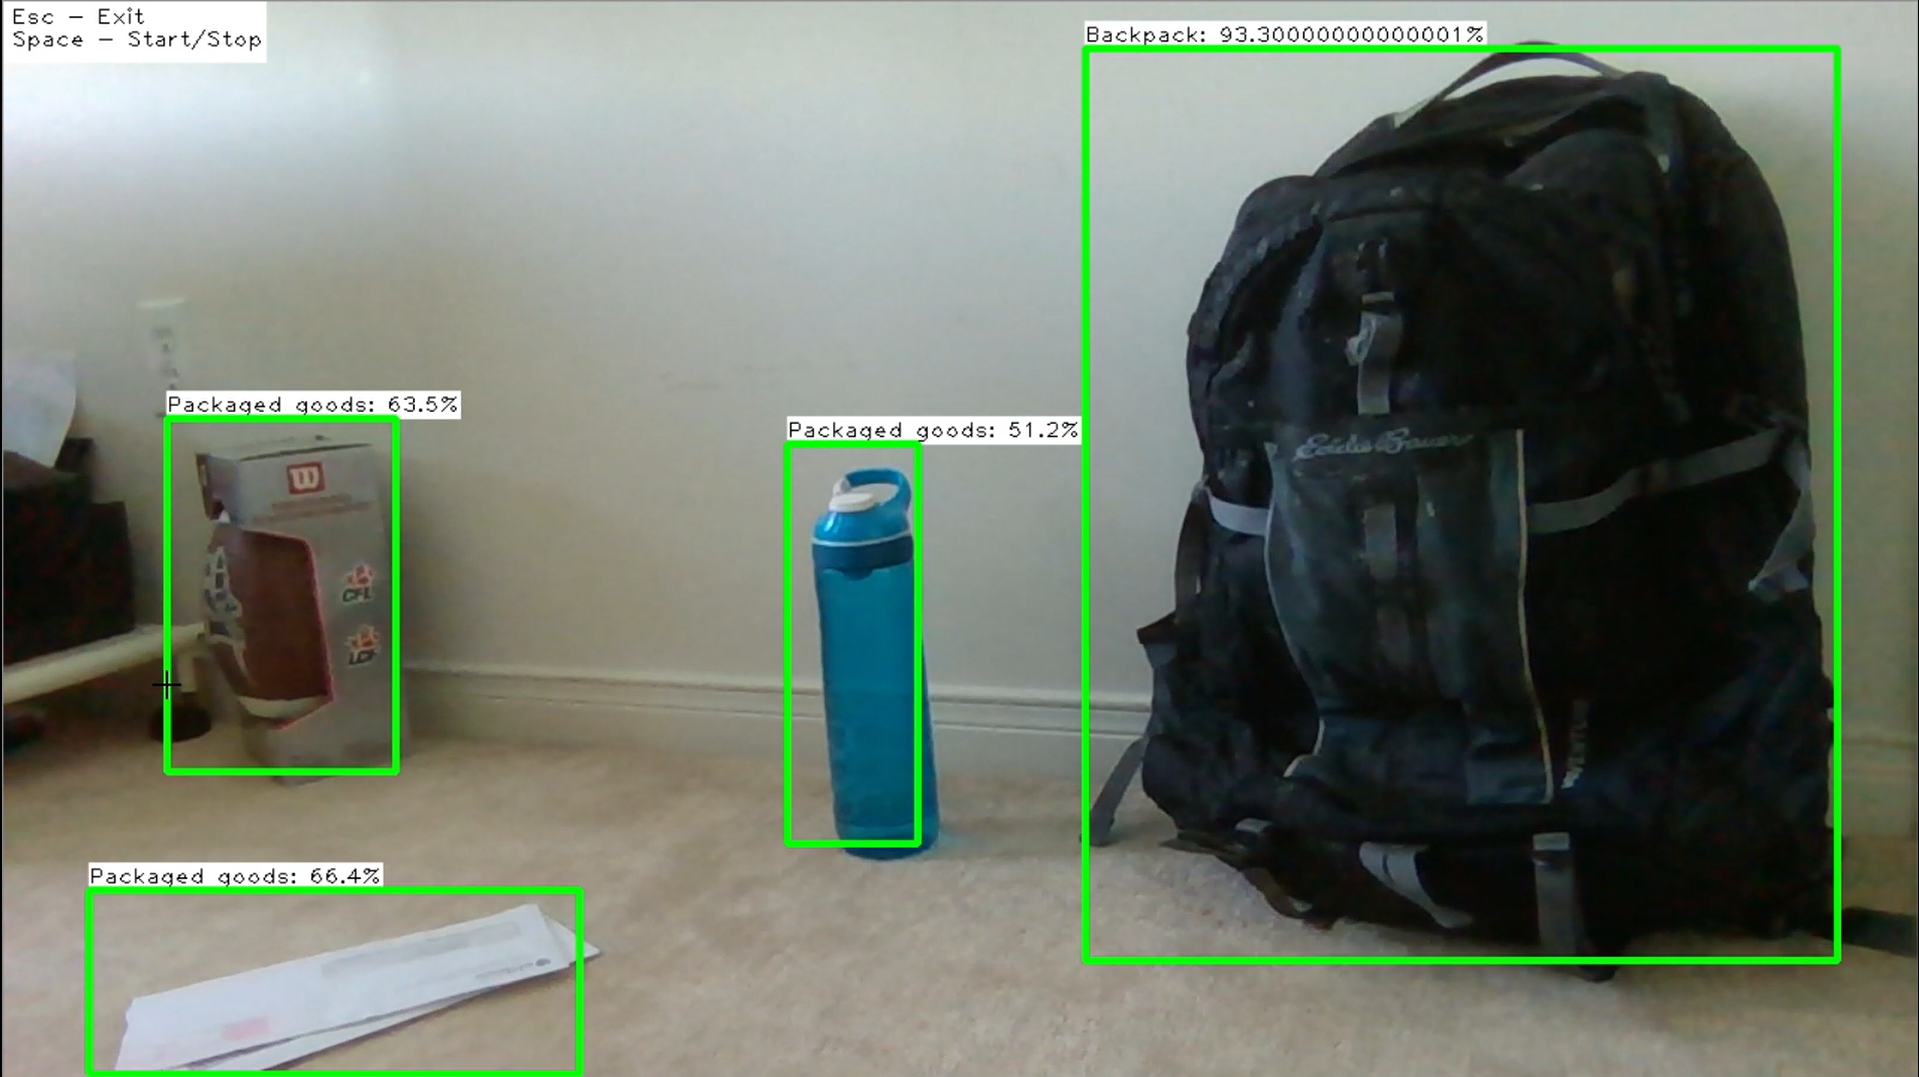 Esc - Exit
Space - Start/Stop
Backpack: 93.30000000000001%
Packaged goods: 63.5%
Packaged goods: 51.2%
W
Eddie Bauer
CFL
LCF
Packaged goods: 66.4%